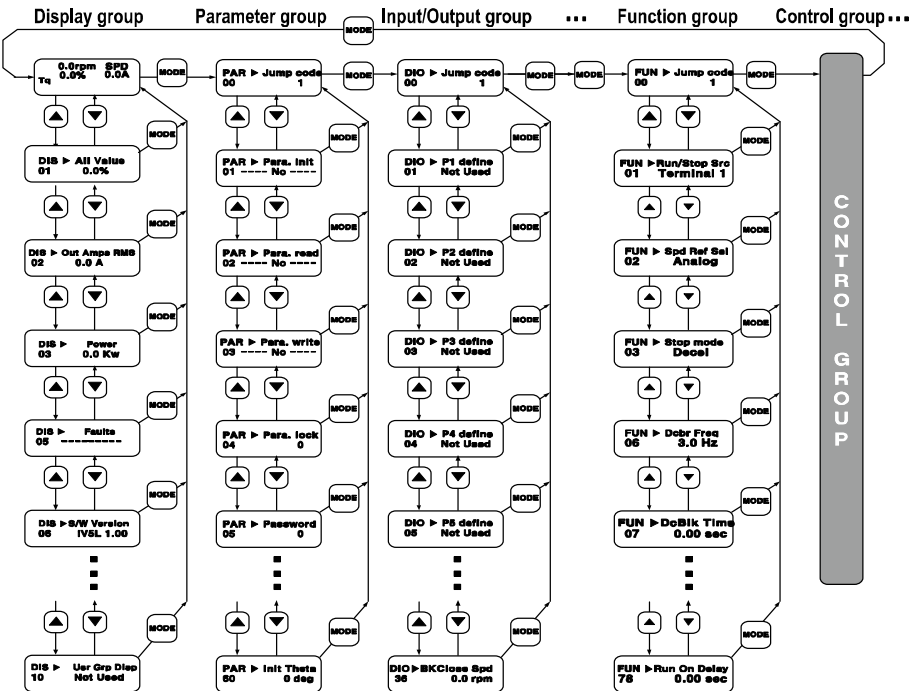 Display group Parameter group Input/Output group ... Function group Control group...
MODE
0.0rpm SPD
Tq 0.0% 0.0A
MODE
PAR ► Jump code
00 1
MODE
DIO ► Jump code
00 1
MODE
MODE
FUN ► Jump code
00 1
MODE
MODE
MODE
MODE
MODE
DIS ► All Value
01 0.0%
PAR ► Para. init
01 ---- No ----
DIO ► P1 define
01 Not Used
FUN ► Run/Stop Src
01 Terminal 1
MODE
MODE
MODE
MODE
DIS ► Out Amps RMS
02 0.0 A
PAR ► Para. read
02 ---- No ----
DIO ► P2 define
02 Not Used
FUN ► Spd Ref Sel
02 Analog
MODE
MODE
MODE
MODE
DIS ► Power
03 0.0 Kw
PAR ► Para. write
03 ---- No ----
DIO ► P3 define
03 Not Used
FUN ► Stop mode
03 Decel
MODE
MODE
MODE
MODE
DIS ► Faults
05 ---------
PAR ► Para. lock
04 0
DIO ► P4 define
04 Not Used
FUN ► Dcbr Freq
06 3.0 Hz
MODE
MODE
MODE
MODE
DIS ► S/W Version
06 IV5L 1.00
PAR ► Password
05 0
DIO ► P5 define
05 Not Used
FUN ► DcBlk Time
07 0.00 sec
MODE
MODE
MODE
MODE
DIS ► Usr Grp Disp
10 Not Used
PAR ► Init Theta
60 0 deg
DIO ► BKClose Spd
36 0.0 rpm
FUN ► Run On Delay
78 0.00 sec
CONTROL GROUP